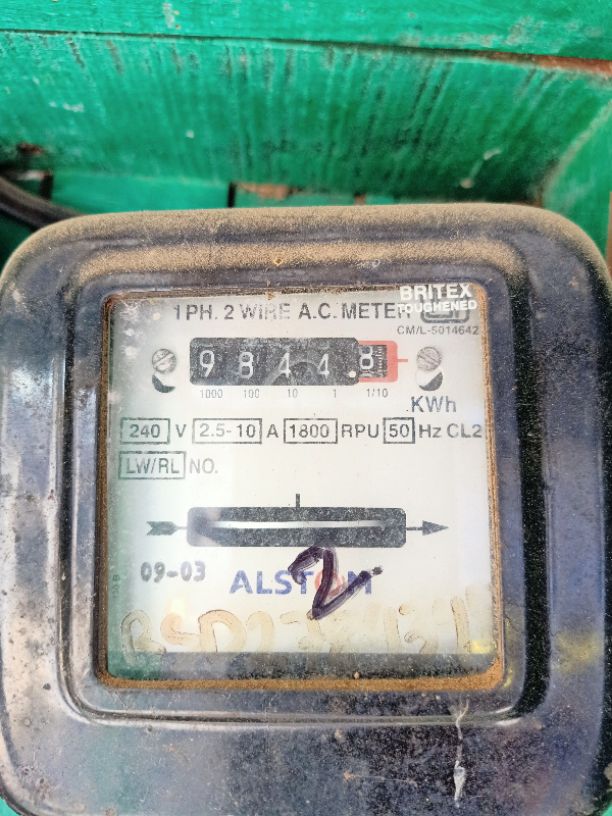 BRITEX
TOUGHENED
1 PH. 2 WIRE A.C. METER
CM/L-5014642
9 8 4 4 .8
1000 100 10 1 1/10
KWh
240 V 2.5-10 A 1800 RPU 50 Hz CL2
LW/RL NO.
09-03 ALSTOM
2